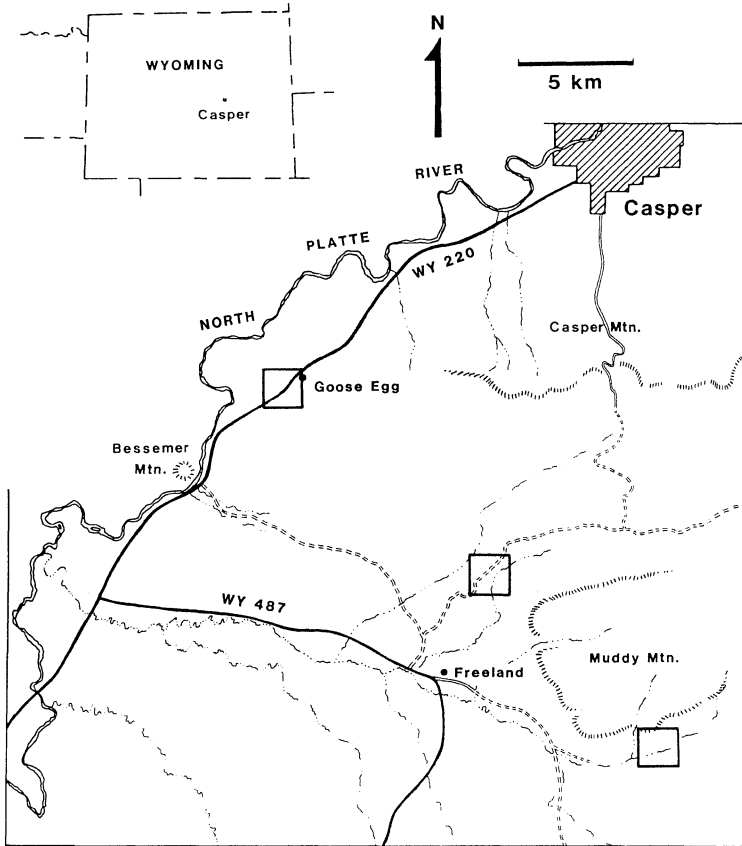 WYOMING
Casper
N
5 km
RIVER
Casper
PLATTE
WY 220
NORTH
Casper Mtn.
Goose Egg
Bessemer
Mtn.
WY 487
Freeland
Muddy Mtn.